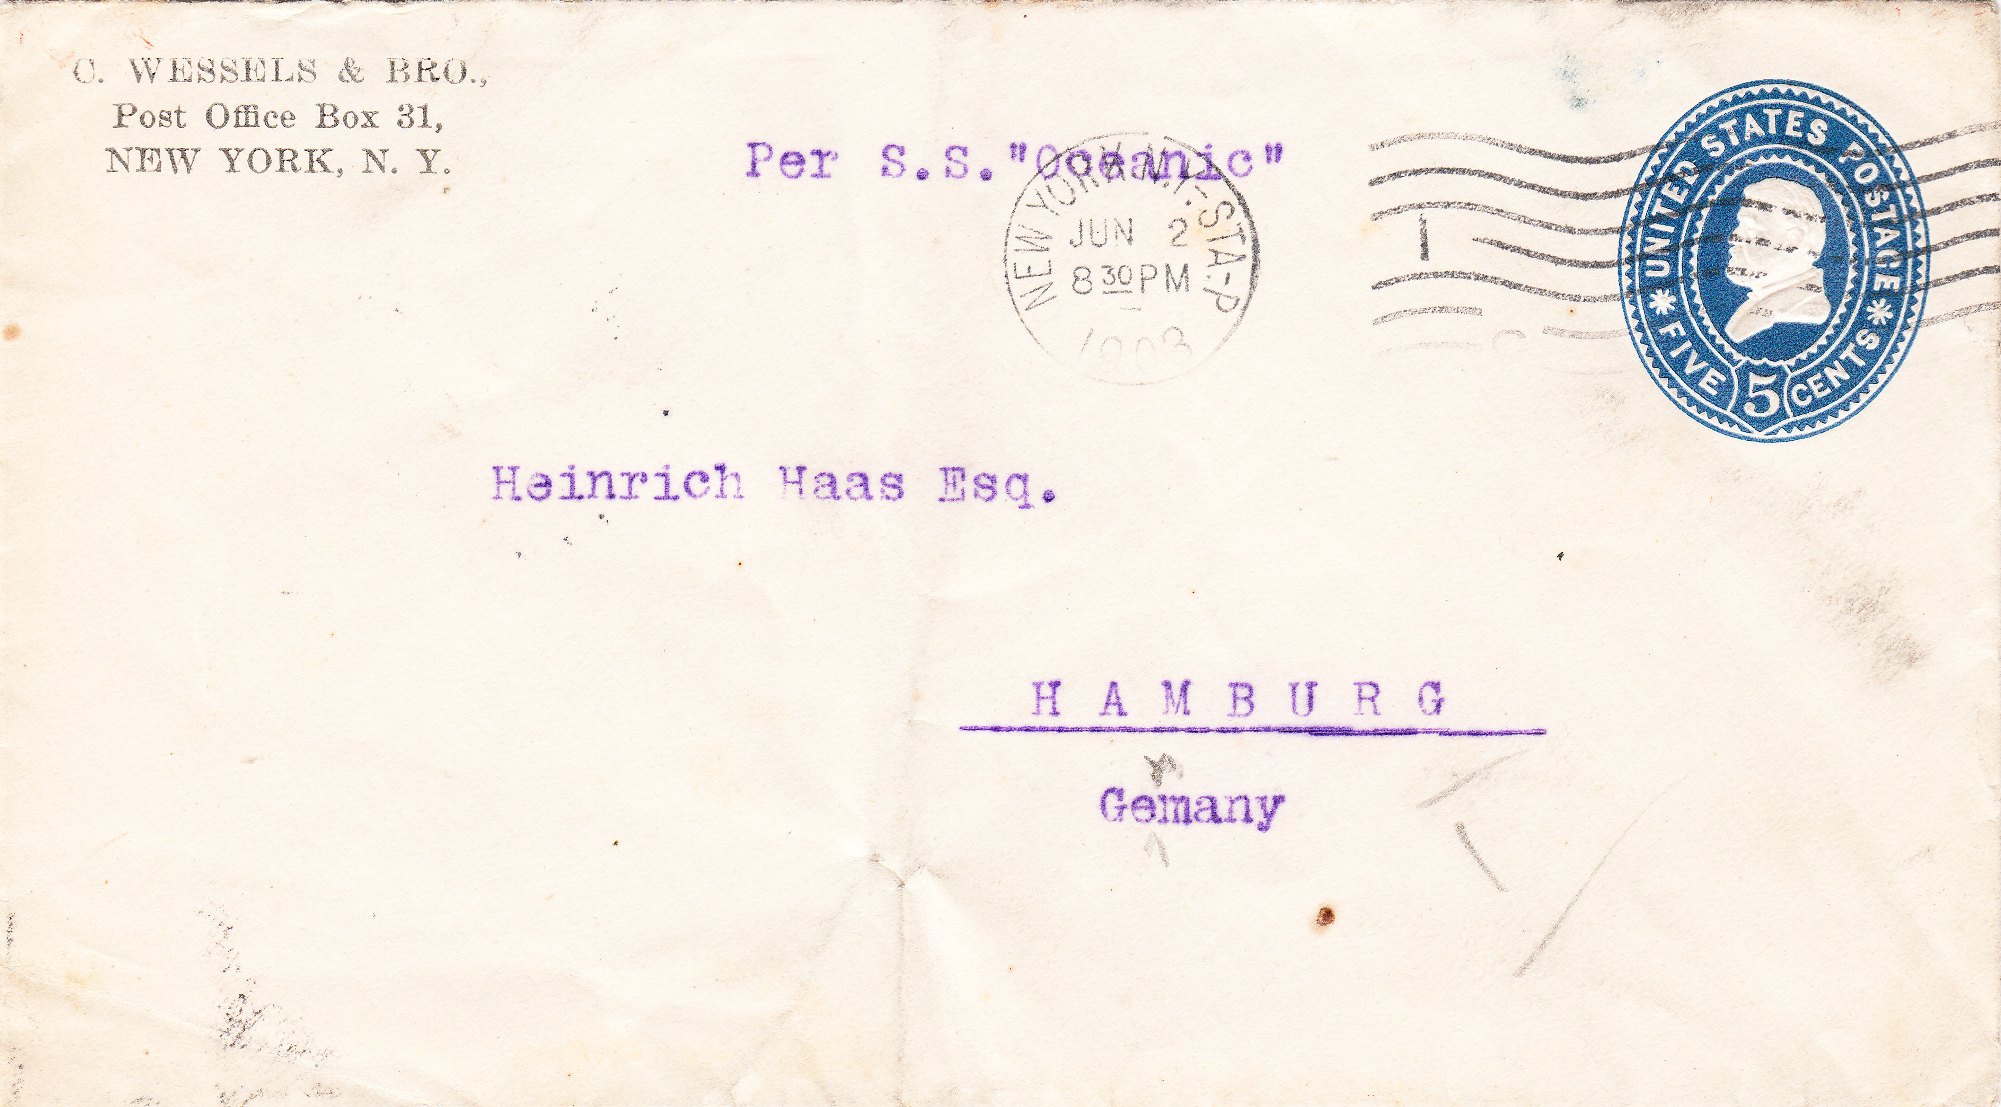 C. WESSELS & BRO.,
Post Office Box 31,
NEW YORK, N. Y.
Per S.S."Oceanic"
NEW YORK N.Y.-STA.-P
JUN 2
8 30 PM
1903
1
UNITED STATES POSTAGE
FIVE 5 CENTS
Heinrich Haas Esq.
H A M B U R G
Gemany